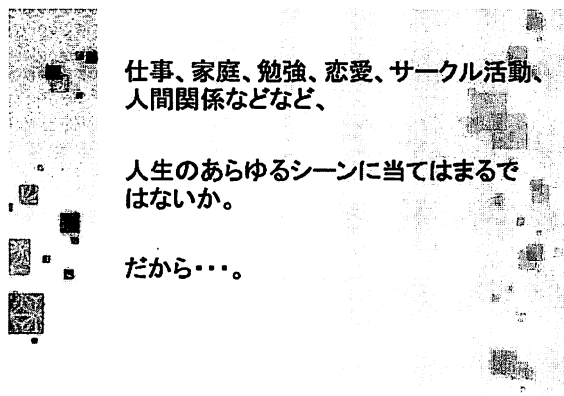 仕事、家庭、勉強、恋愛、サークル活動、
人間関係などなど、
人生のあらゆるシーンに当てはまるで
はないか。
だから・・・。